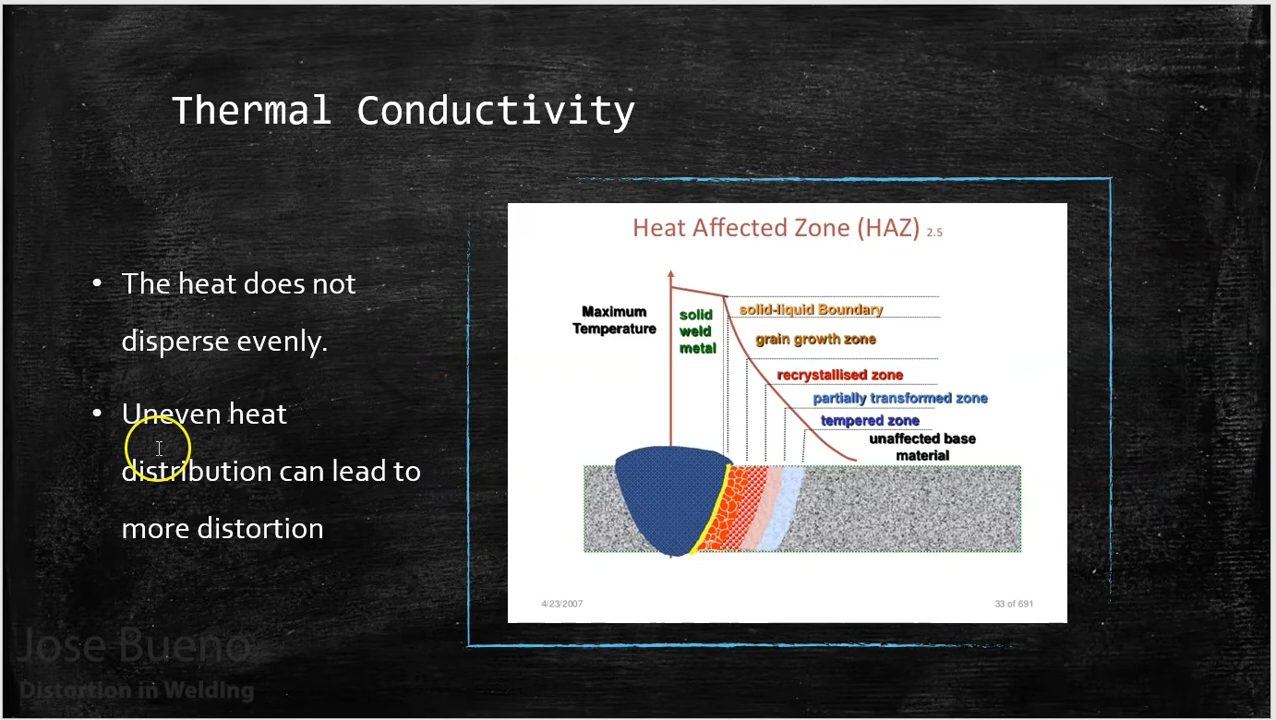 Thermal Conductivity
• The heat does not
disperse evenly.
• Uneven heat
distribution can lead to
more distortion
Heat Affected Zone (HAZ) 2.5
Maximum
Temperature
solid
weld
metal
solid-liquid Boundary
grain growth zone
recrystallised zone
partially transformed zone
tempered zone
unaffected base
material
4/23/2007
33 of 691
Jose Bueno
Distortion in Welding